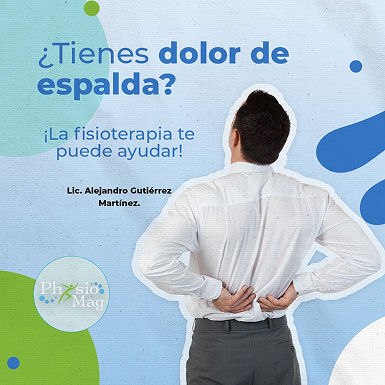 ¿Tienes dolor de
espalda?
¡La fisioterapia te
puede ayudar!
Lic. Alejandro Gutiérrez
Martínez.
Physio
Mag